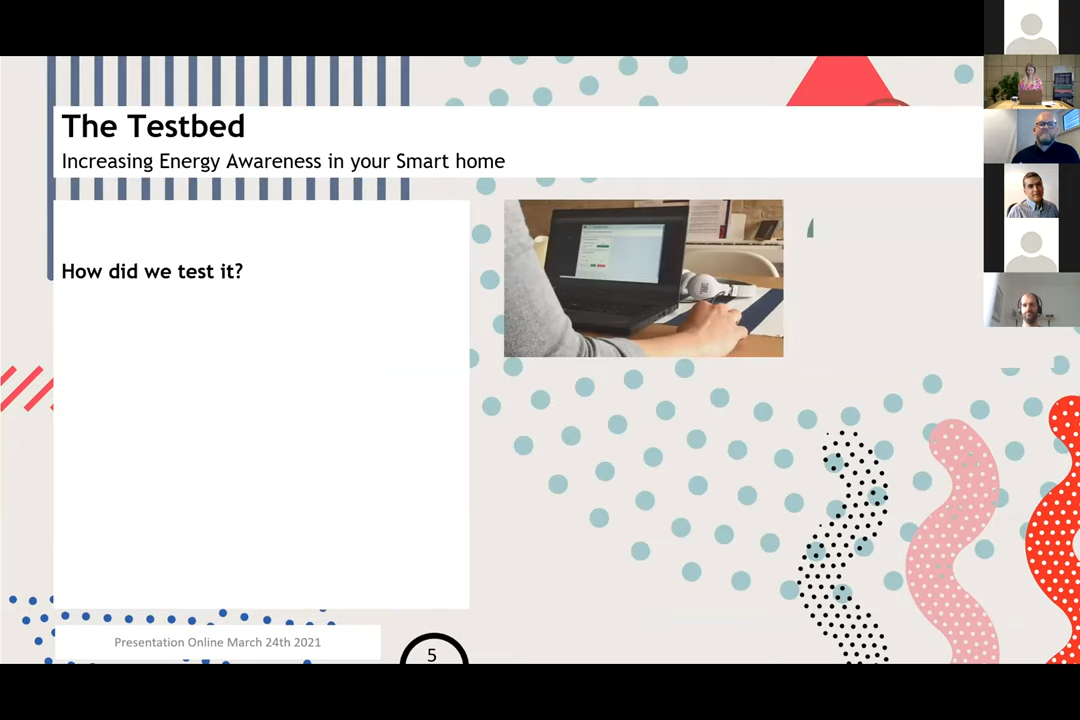 The Testbed
Increasing Energy Awareness in your Smart home
How did we test it?
Presentation Online March 24th 2021
5